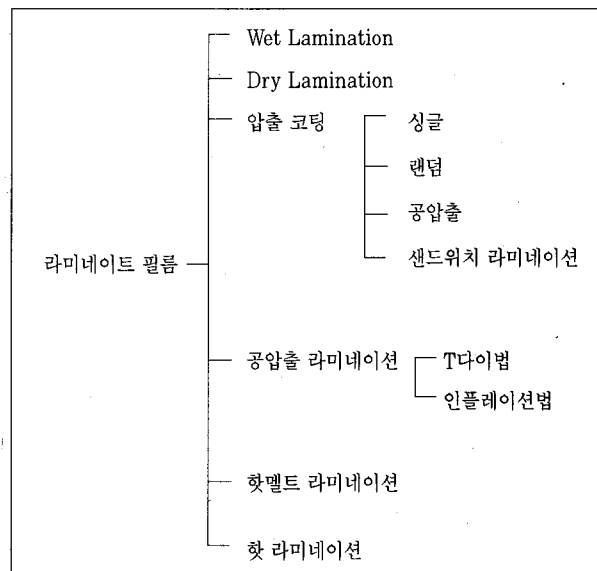 Wet Lamination
Dry Lamination
압출 코팅
싱글
랜덤
공압출
샌드위치 라미네이션
라미네이트 필름
공압출 라미네이션
T다이법
인플레이션법
핫멜트 라미네이션
핫 라미네이션